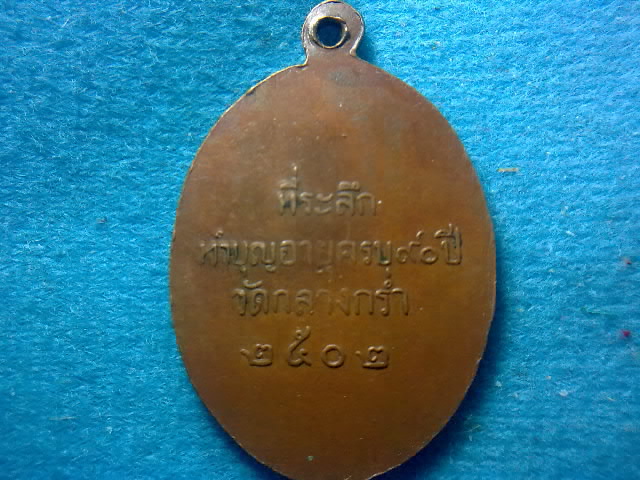 ที่ระลึก
ทำบุญอายุครบ๙๐ปี
วัดกลางกร่ำ
๒๕๐๒